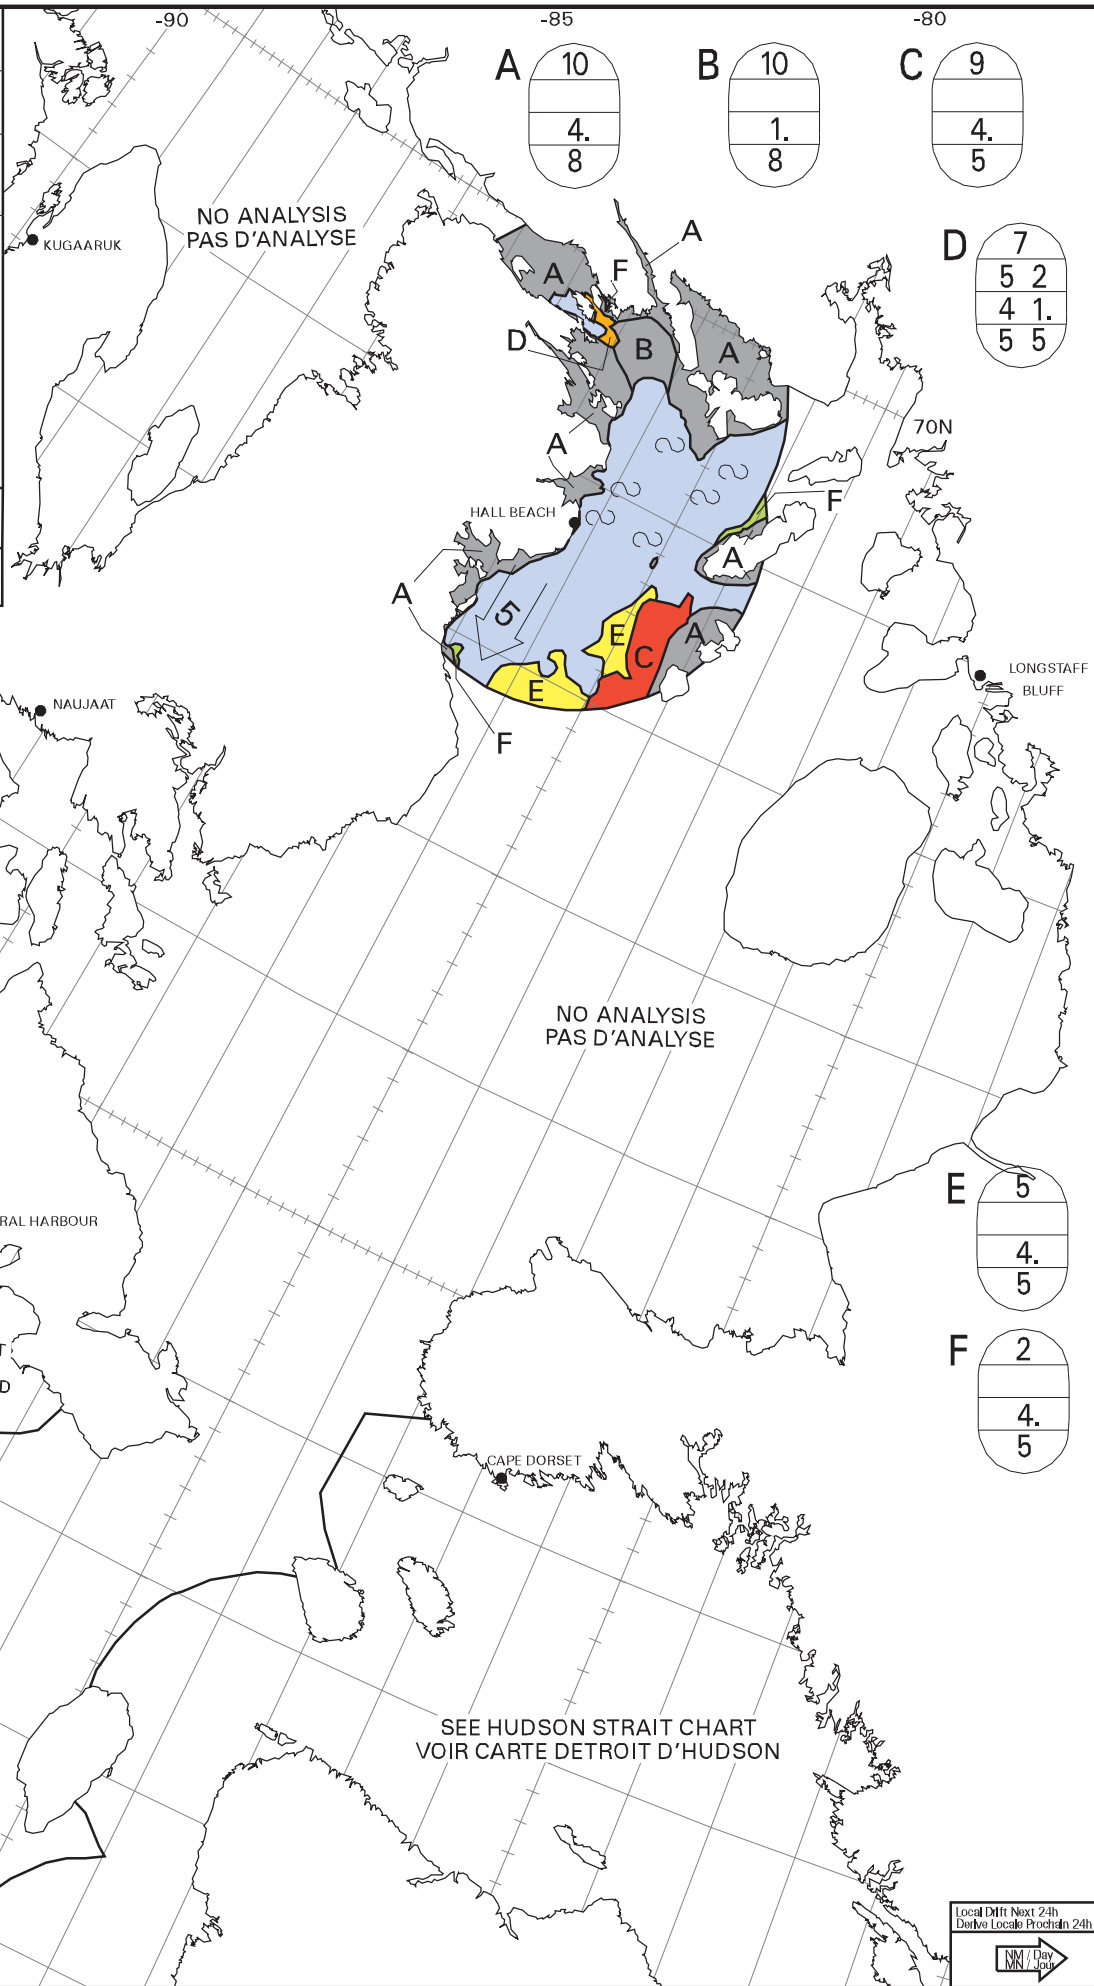 -90
-85
-80
A
10
4.
8
B
10
1.
8
C
9
4.
5
D
7
5 2
4 1.
5 5
NO ANALYSIS
PAS D'ANALYSE
KUGAARUK
A
F
A
D
B
A
A
70N
HALL BEACH
F
A
A
5
E
C
A
E
F
LONGSTAFF
BLUFF
NAUJAAT
NO ANALYSIS
PAS D'ANALYSE
E
5
4.
5
RAL HARBOUR
F
2
4.
5
T
D
CAPE DORSET
SEE HUDSON STRAIT CHART
VOIR CARTE DETROIT D'HUDSON
Local Drift Next 24h
Derive Locale Prochain 24h
NM / Day
MN / Jour